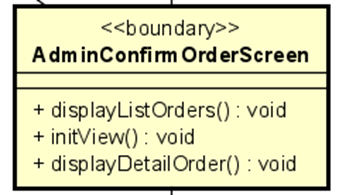 <<boundary>>
AdminConfirmOrderScreen
+ displayListOrders() : void
+ initView() : void
+ displayDetailOrder() : void